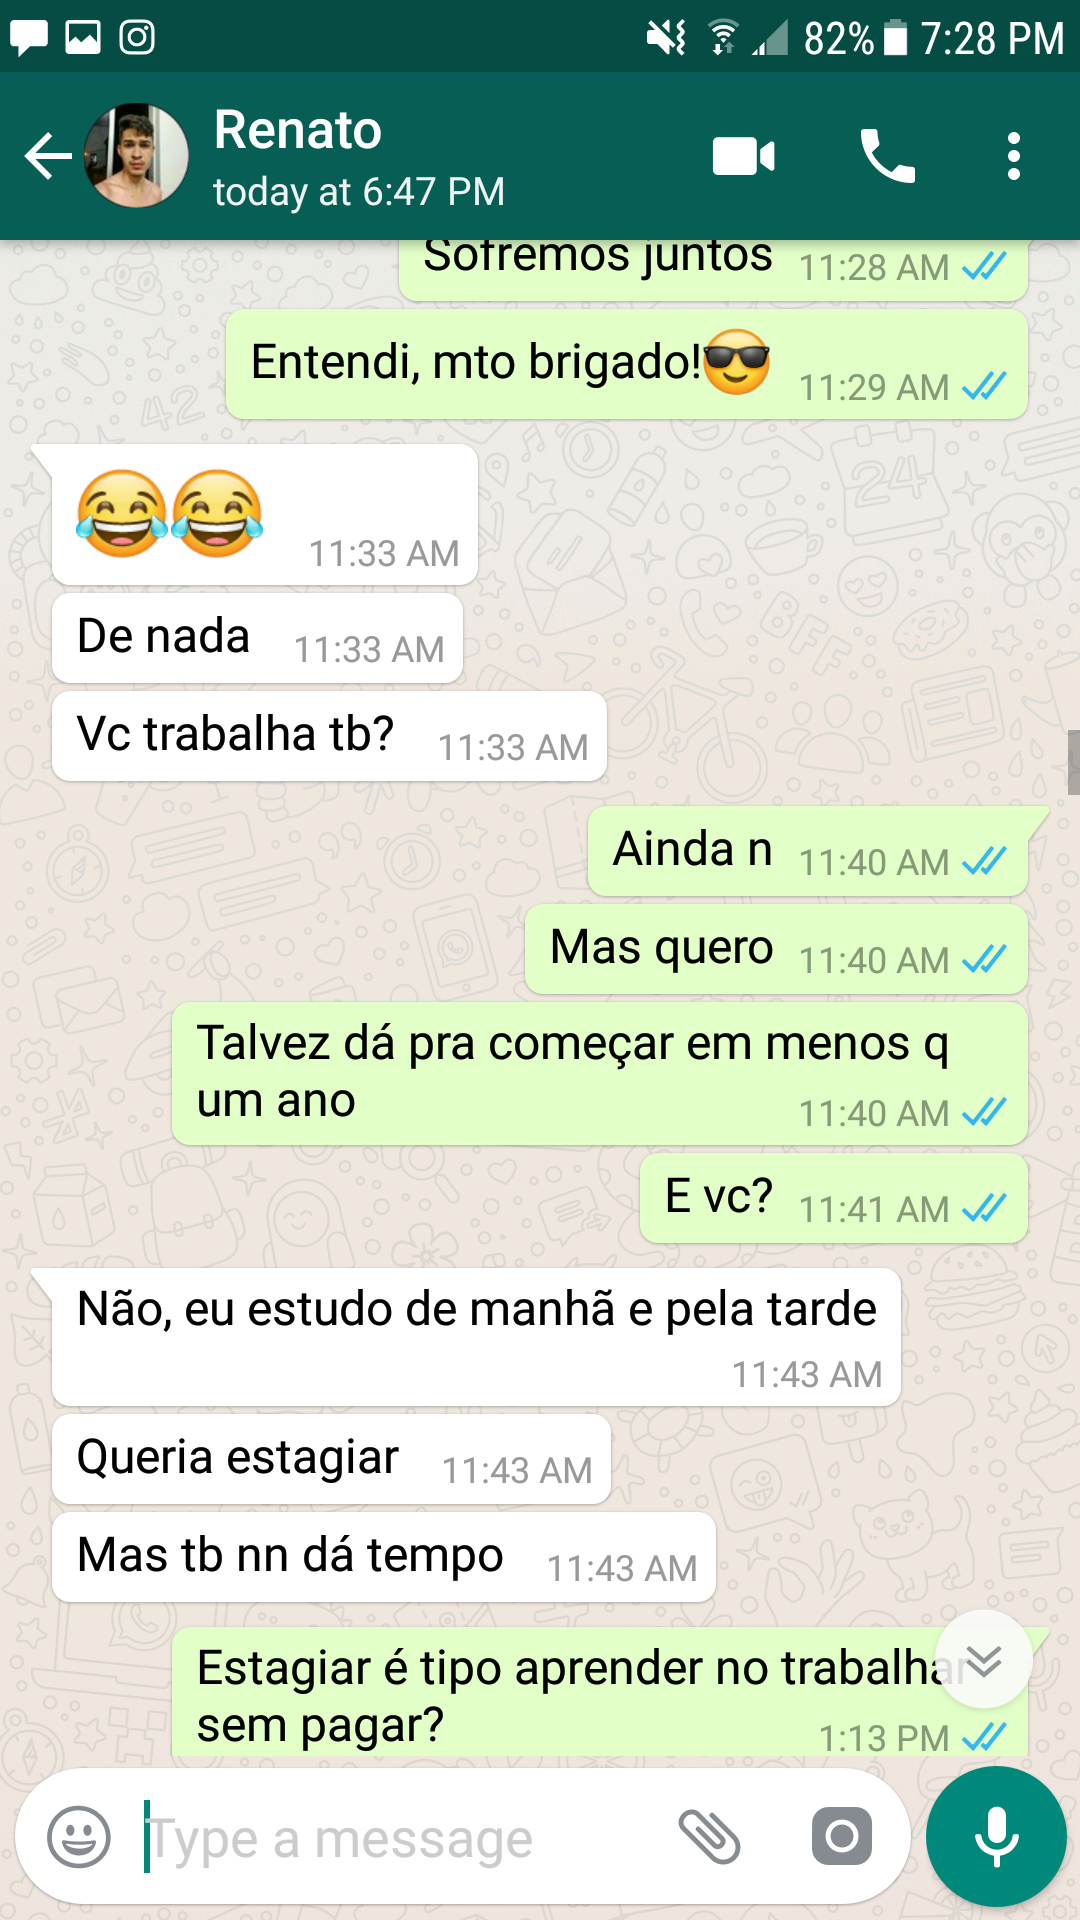 82% 7:28 PM
Renato
today at 6:47 PM
Sofremos juntos 11:28 AM
Entendi, mto brigado!😎 11:29 AM
😂😂 11:33 AM
De nada 11:33 AM
Vc trabalha tb? 11:33 AM
Ainda n 11:40 AM
Mas quero 11:40 AM
Talvez dá pra começar em menos q
um ano 11:40 AM
E vc? 11:41 AM
Não, eu estudo de manhã e pela tarde
11:43 AM
Queria estagiar 11:43 AM
Mas tb nn dá tempo 11:43 AM
Estagiar é tipo aprender no trabalhar
sem pagar? 1:13 PM
Type a message